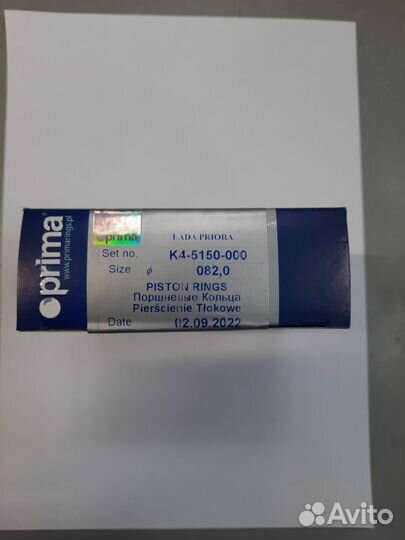 prima
www.primarings.pl
prima
LADA PRIORA
Set no. K4-5150-000
Size ø 082,0
PISTON RINGS
Поршневые Кольца
Pierścienie Tłokowe
Date 02.09.2022
Avito